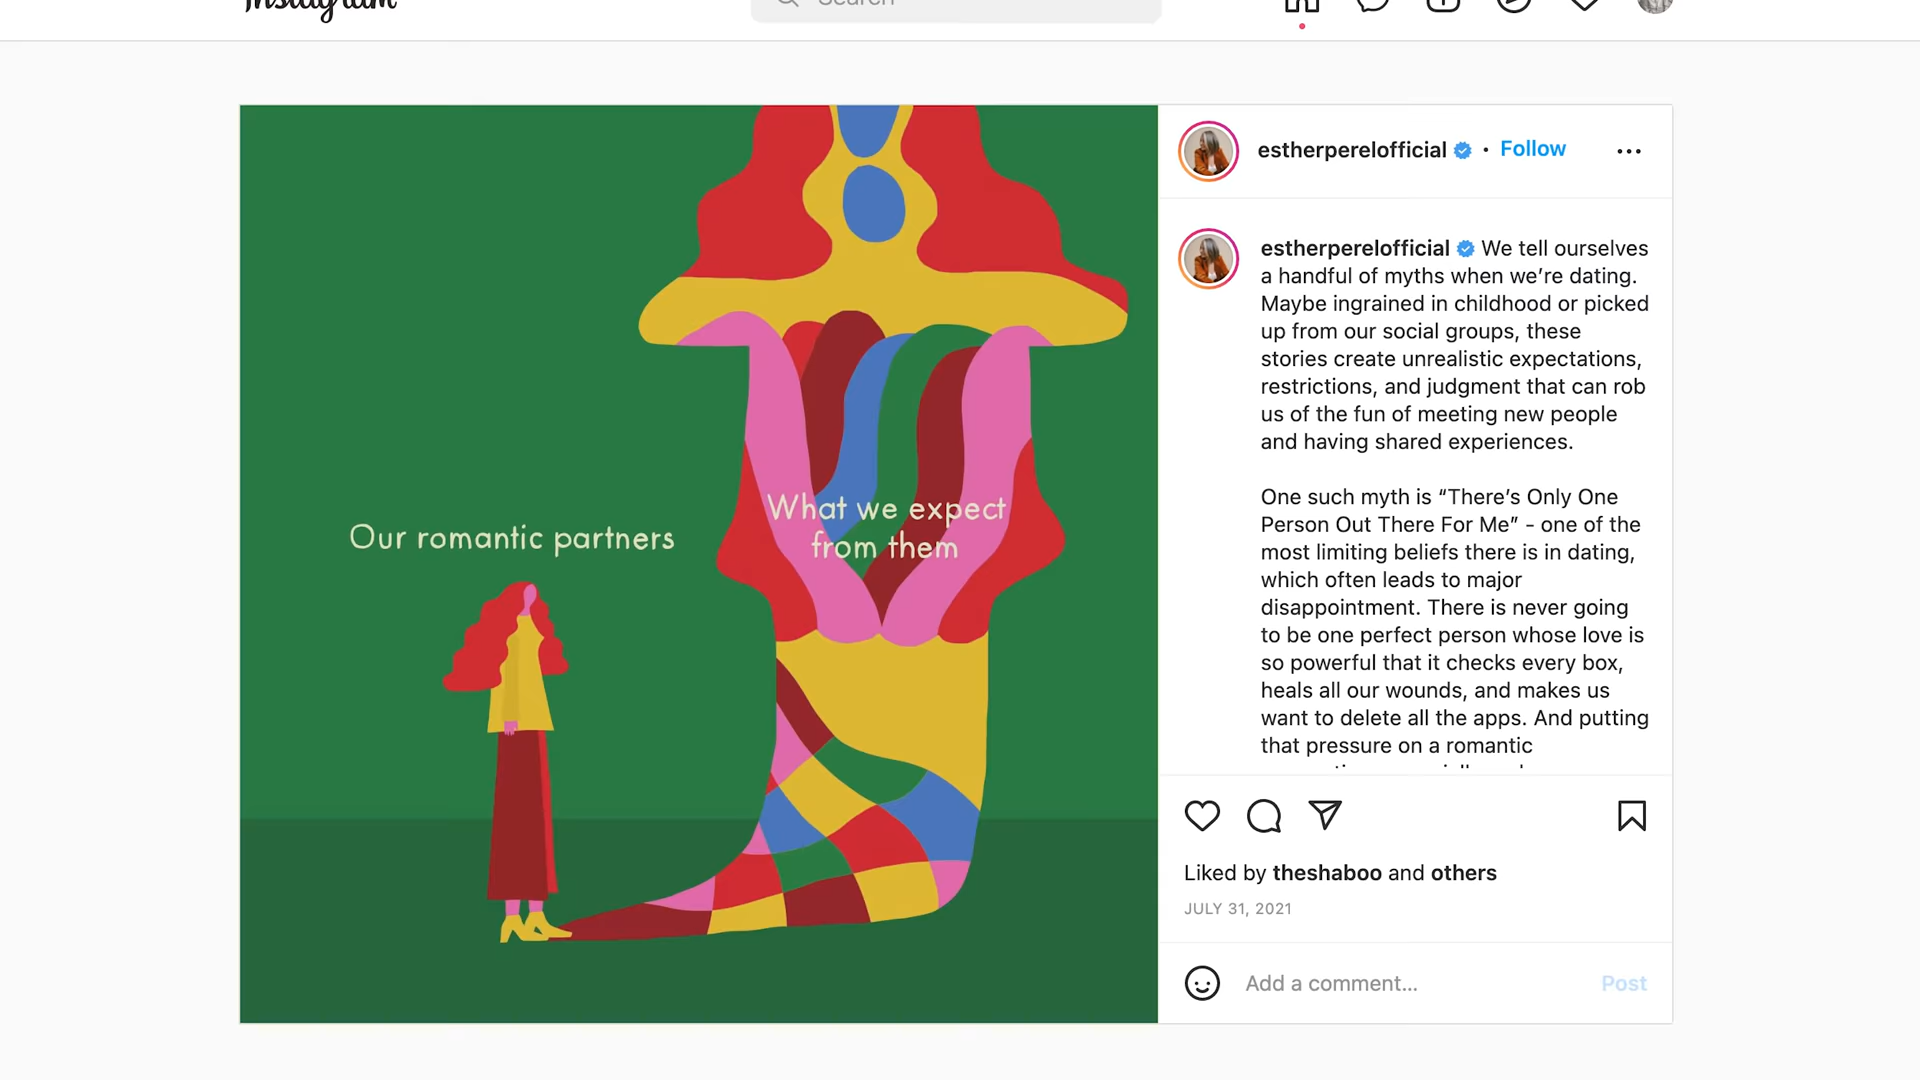 Instagram
Search
Our romantic partners
What we expect
from them
estherperelofficial • Follow
estherperelofficial We tell ourselves
a handful of myths when we’re dating.
Maybe ingrained in childhood or picked
up from our social groups, these
stories create unrealistic expectations,
restrictions, and judgment that can rob
us of the fun of meeting new people
and having shared experiences.
One such myth is “There’s Only One
Person Out There For Me” - one of the
most limiting beliefs there is in dating,
which often leads to major
disappointment. There is never going
to be one perfect person whose love is
so powerful that it checks every box,
heals all our wounds, and makes us
want to delete all the apps. And putting
that pressure on a romantic
Liked by theshaboo and others
JULY 31, 2021
Add a comment...
Post